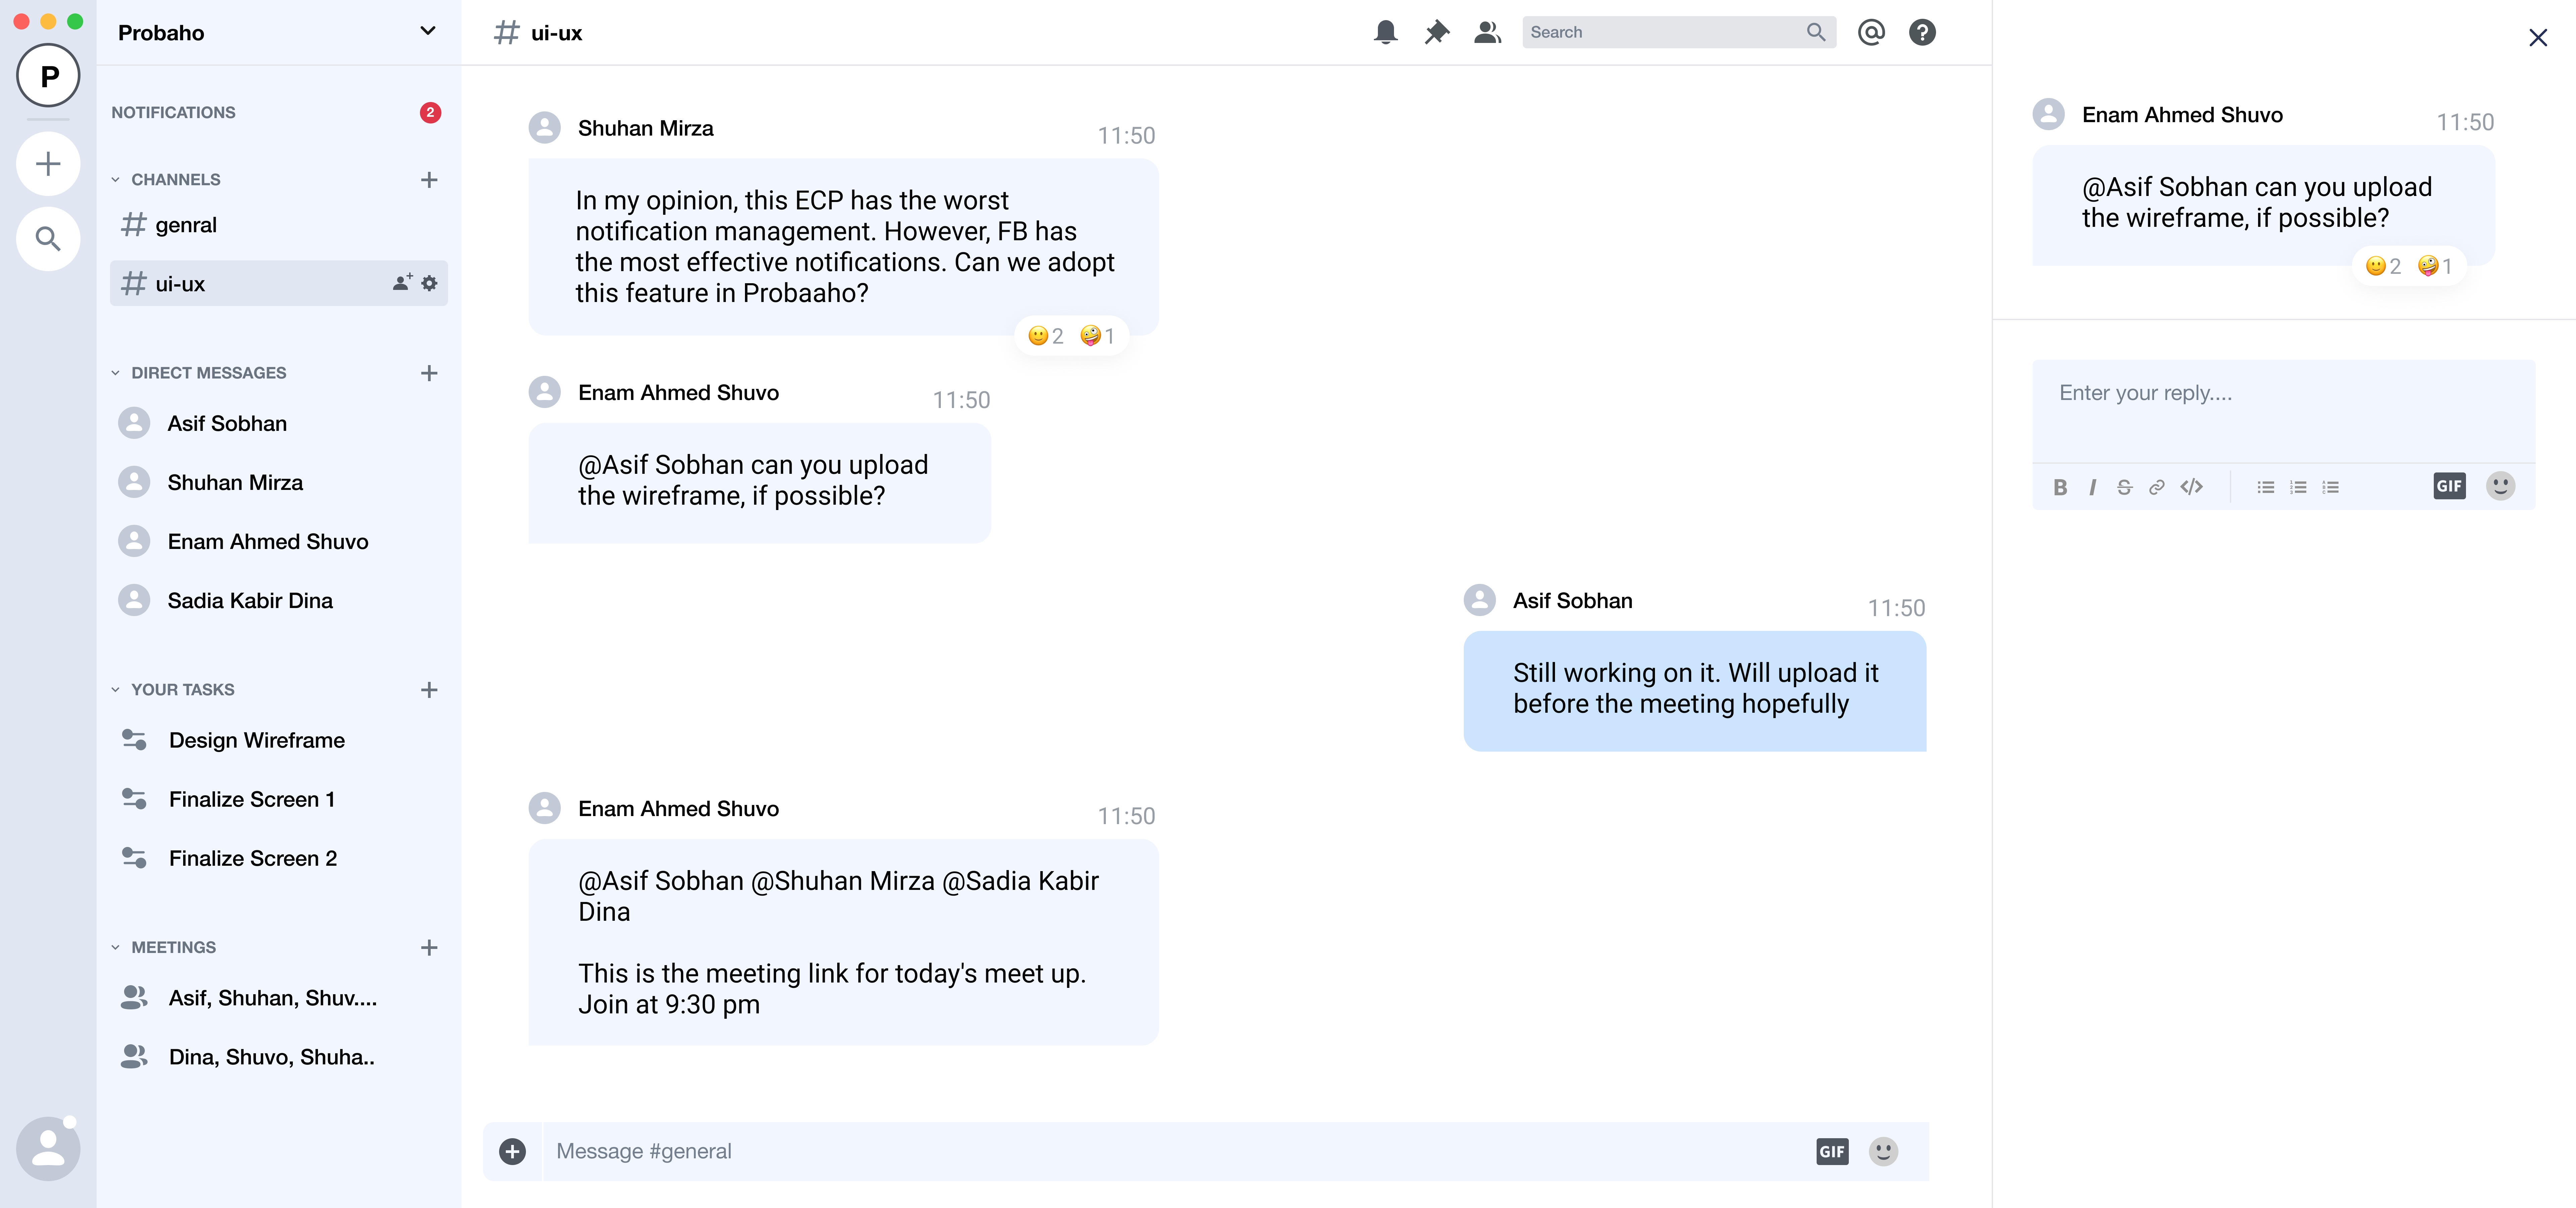 P
Probaho
NOTIFICATIONS
2
CHANNELS
genral
ui-ux
DIRECT MESSAGES
Asif Sobhan
Shuhan Mirza
Enam Ahmed Shuvo
Sadia Kabir Dina
YOUR TASKS
Design Wireframe
Finalize Screen 1
Finalize Screen 2
MEETINGS
Asif, Shuhan, Shuv....
Dina, Shuvo, Shuha..
# ui-ux
Search
Shuhan Mirza
11:50
In my opinion, this ECP has the worst
notification management. However, FB has
the most effective notifications. Can we adopt
this feature in Probaaho?
🙂2 🤪1
Enam Ahmed Shuvo
11:50
@Asif Sobhan can you upload
the wireframe, if possible?
Asif Sobhan
11:50
Still working on it. Will upload it
before the meeting hopefully
Enam Ahmed Shuvo
11:50
@Asif Sobhan @Shuhan Mirza @Sadia Kabir
Dina
This is the meeting link for today's meet up.
Join at 9:30 pm
Message #general
GIF
Enam Ahmed Shuvo
11:50
@Asif Sobhan can you upload
the wireframe, if possible?
🙂2 🤪1
Enter your reply....
B I S </>
GIF